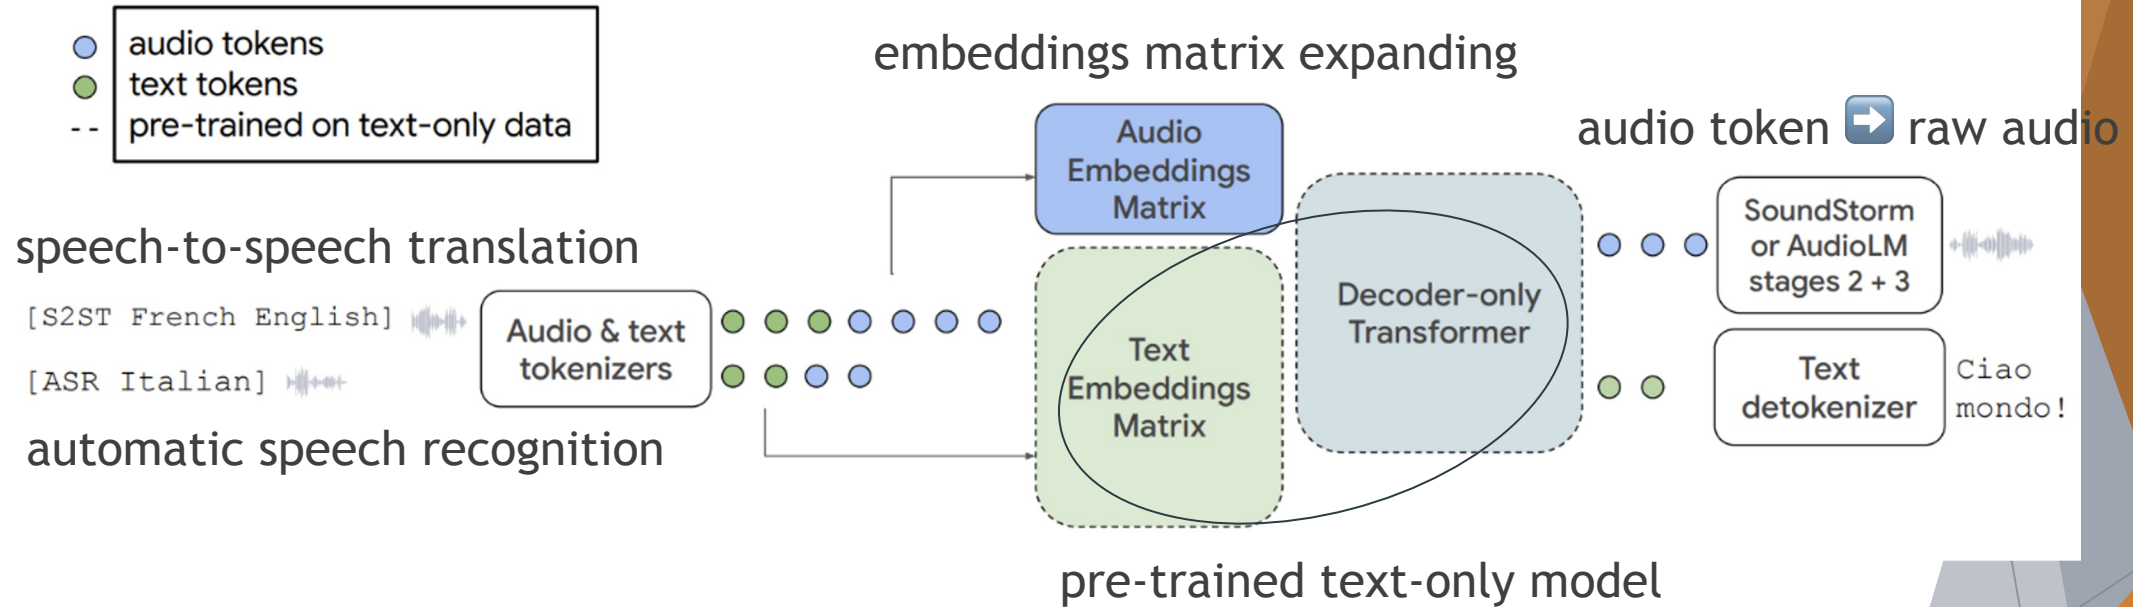 audio tokens
text tokens
-- pre-trained on text-only data
embeddings matrix expanding
audio token ➡ raw audio
speech-to-speech translation
[S2ST French English]
[ASR Italian]
automatic speech recognition
Audio & text
tokenizers
Audio
Embeddings
Matrix
Text
Embeddings
Matrix
Decoder-only
Transformer
SoundStorm
or AudioLM
stages 2 + 3
Text
detokenizer
Ciao
mondo!
pre-trained text-only model